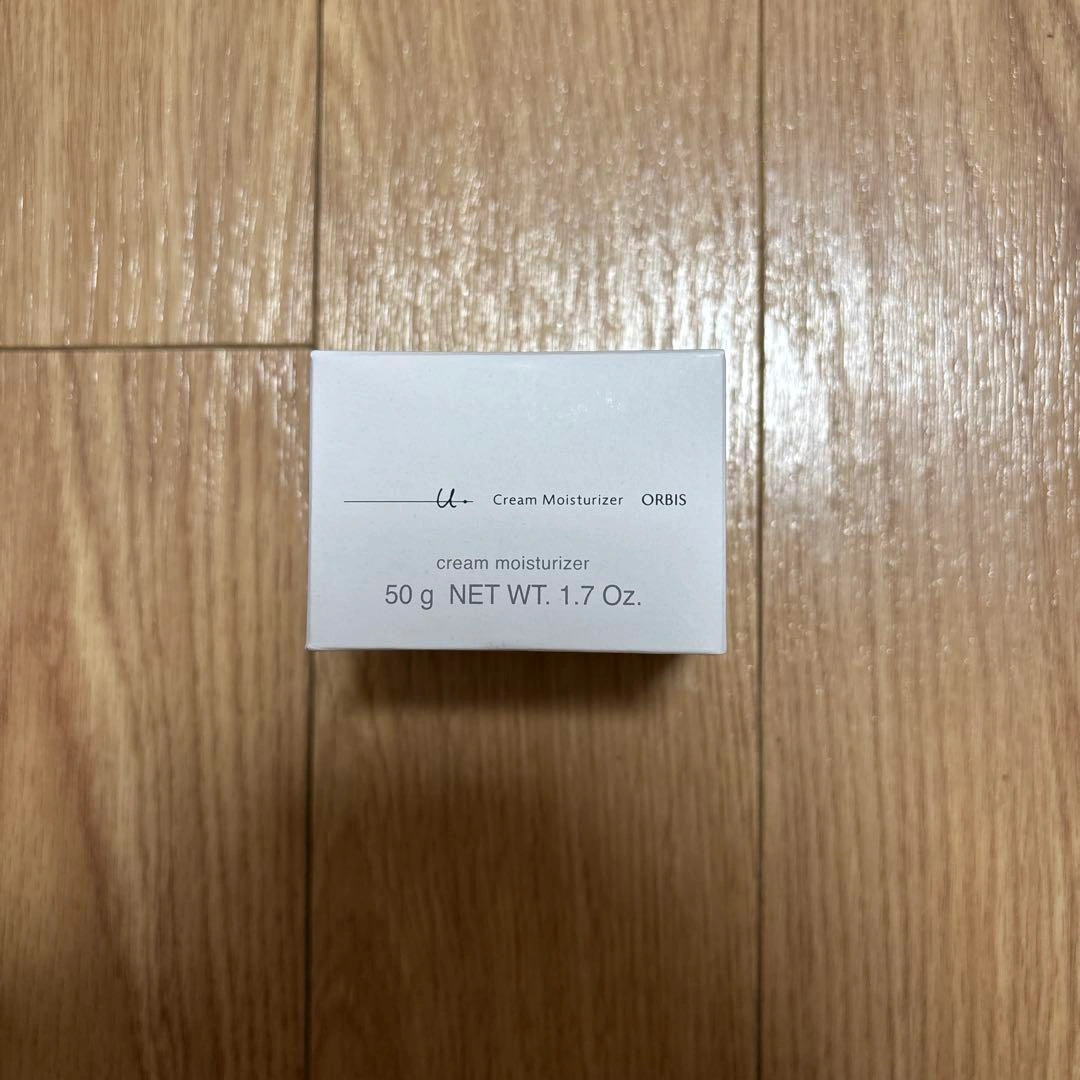 u. Cream Moisturizer ORBIS
cream moisturizer
50 g NET WT. 1.7 Oz.